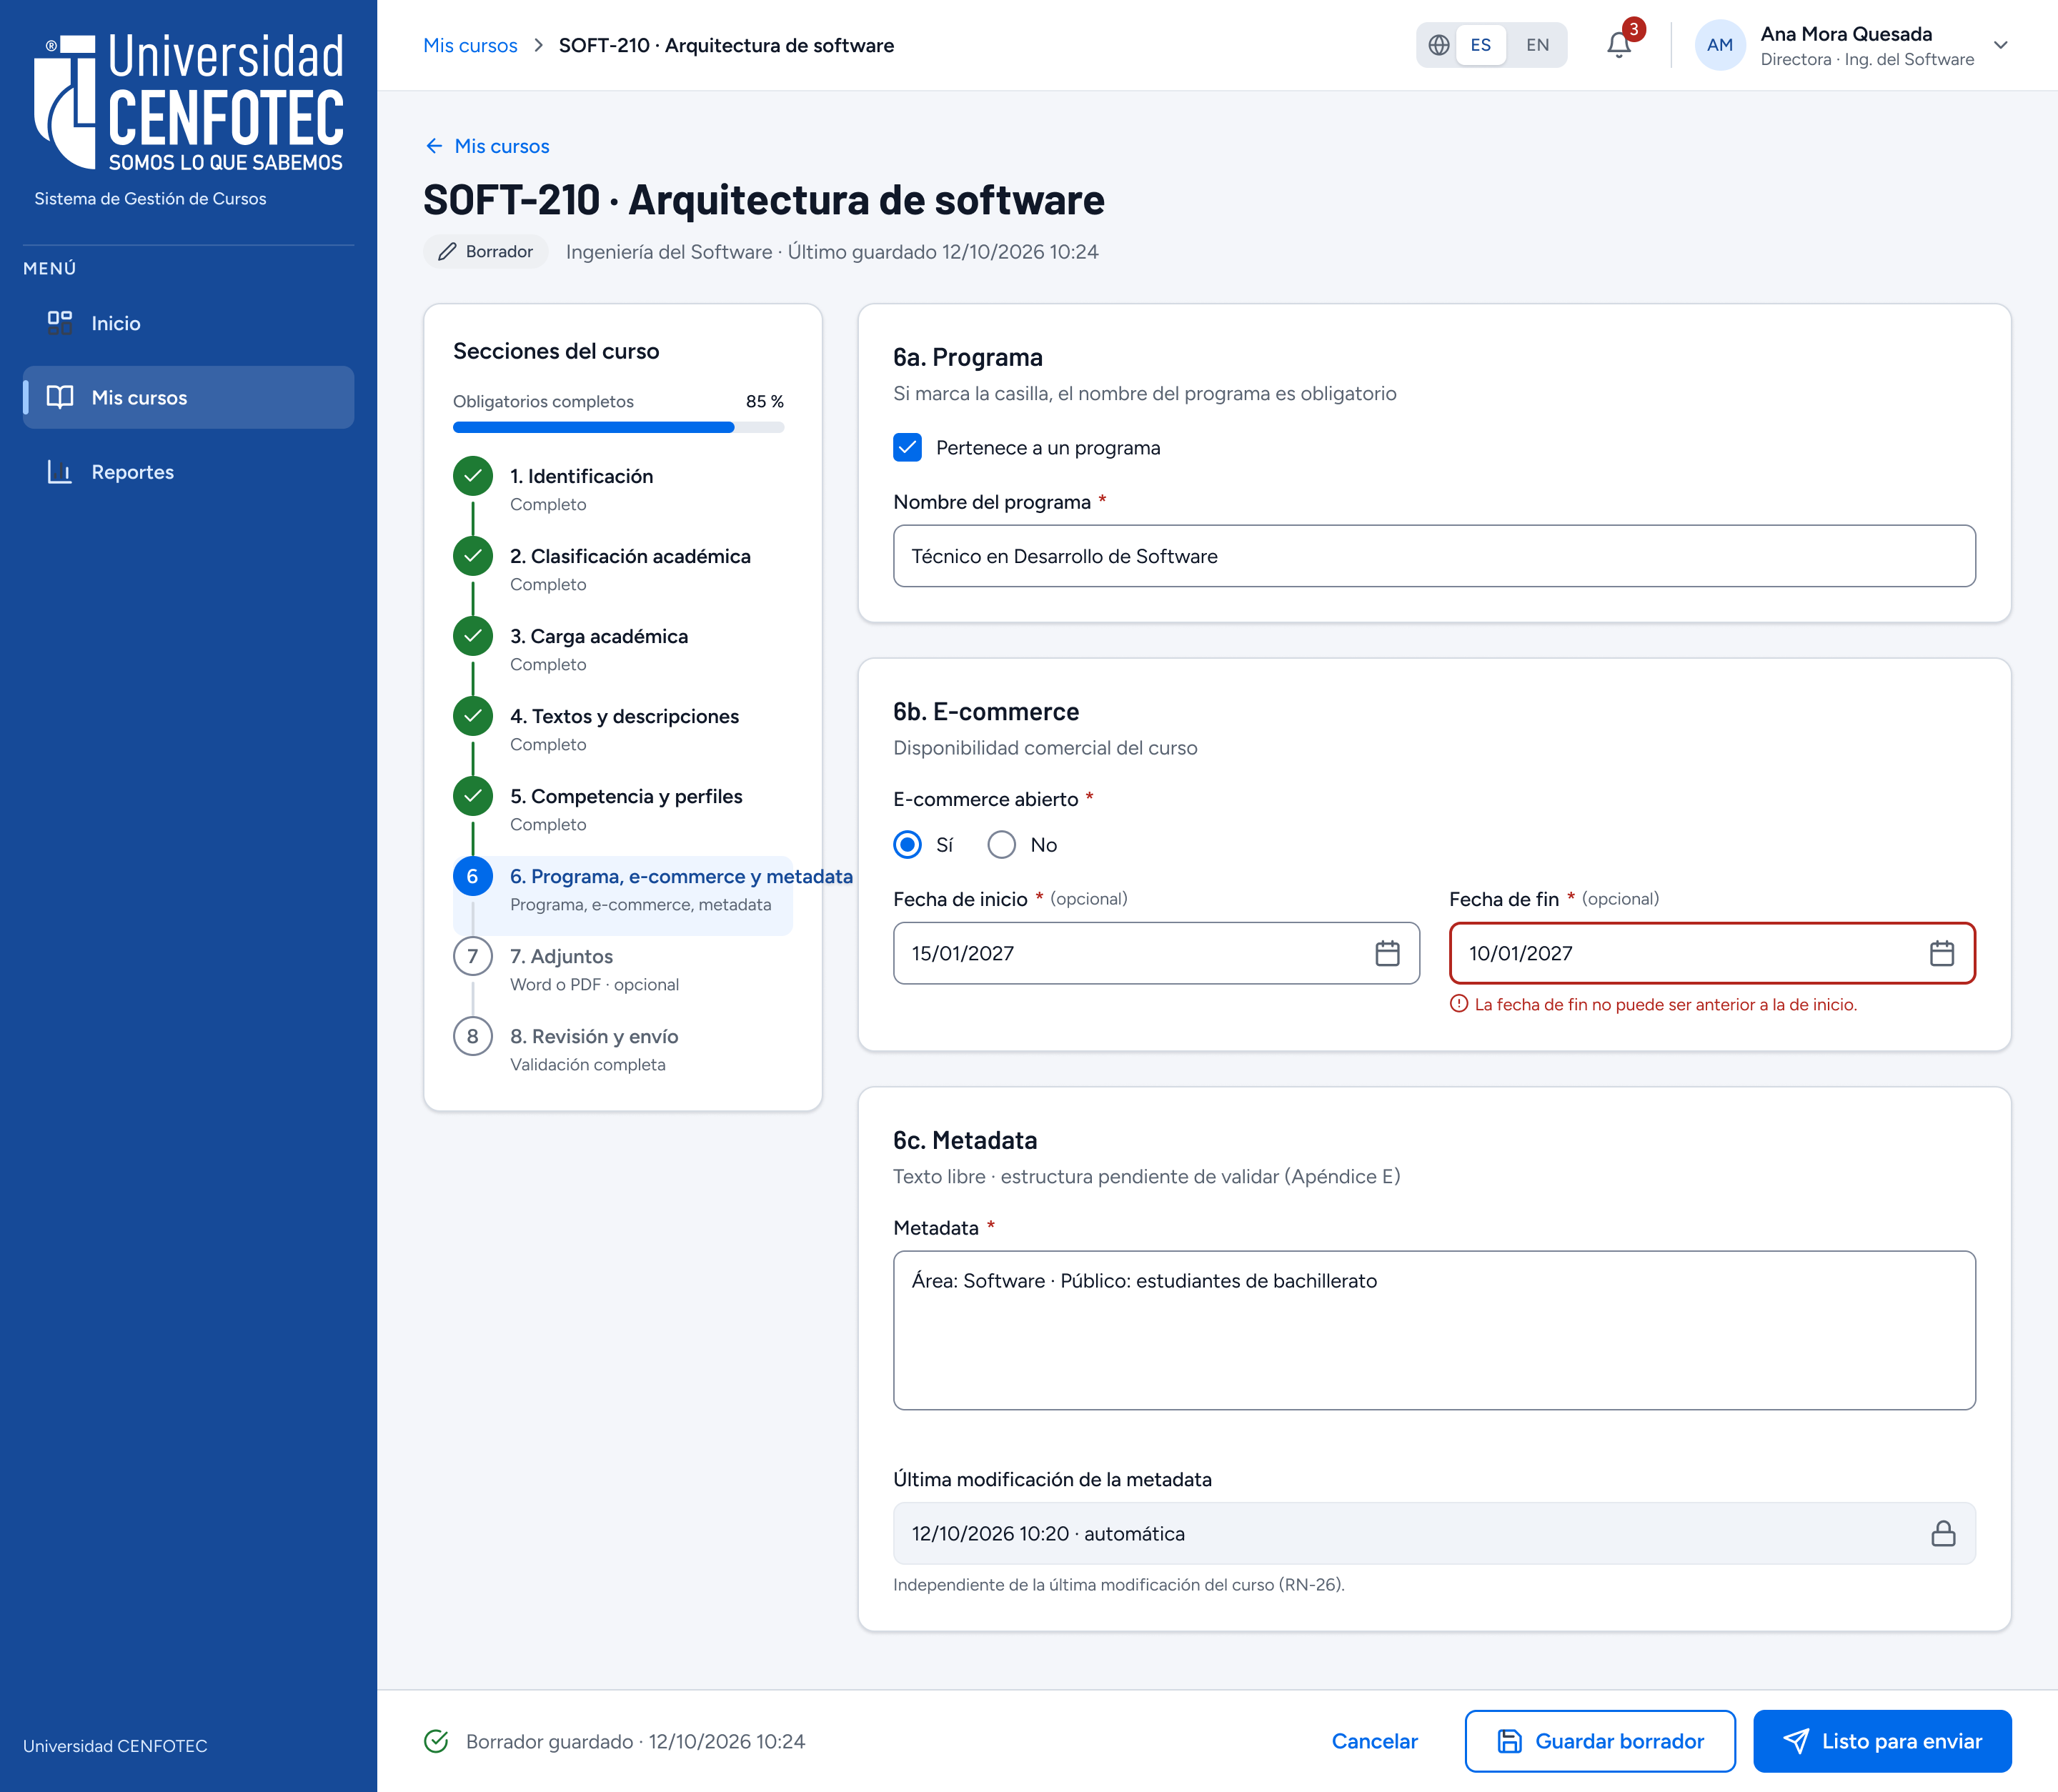 ® Universidad
CENFOTEC
SOMOS LO QUE SABEMOS
Sistema de Gestión de Cursos
MENÚ
Inicio
Mis cursos
Reportes
Universidad CENFOTEC
Mis cursos > SOFT-210 · Arquitectura de software
ES EN
3
AM
Ana Mora Quesada
Directora · Ing. del Software
← Mis cursos
SOFT-210 · Arquitectura de software
Borrador
Ingeniería del Software · Último guardado 12/10/2026 10:24
Secciones del curso
Obligatorios completos 85 %
1. Identificación
Completo
2. Clasificación académica
Completo
3. Carga académica
Completo
4. Textos y descripciones
Completo
5. Competencia y perfiles
Completo
6 6. Programa, e-commerce y metadata
Programa, e-commerce, metadata
7 7. Adjuntos
Word o PDF · opcional
8 8. Revisión y envío
Validación completa
6a. Programa
Si marca la casilla, el nombre del programa es obligatorio
Pertenece a un programa
Nombre del programa *
Técnico en Desarrollo de Software
6b. E-commerce
Disponibilidad comercial del curso
E-commerce abierto *
Sí No
Fecha de inicio * (opcional)
15/01/2027
Fecha de fin * (opcional)
10/01/2027
La fecha de fin no puede ser anterior a la de inicio.
6c. Metadata
Texto libre · estructura pendiente de validar (Apéndice E)
Metadata *
Área: Software · Público: estudiantes de bachillerato
Última modificación de la metadata
12/10/2026 10:20 · automática
Independiente de la última modificación del curso (RN-26).
Borrador guardado · 12/10/2026 10:24
Cancelar
Guardar borrador
Listo para enviar